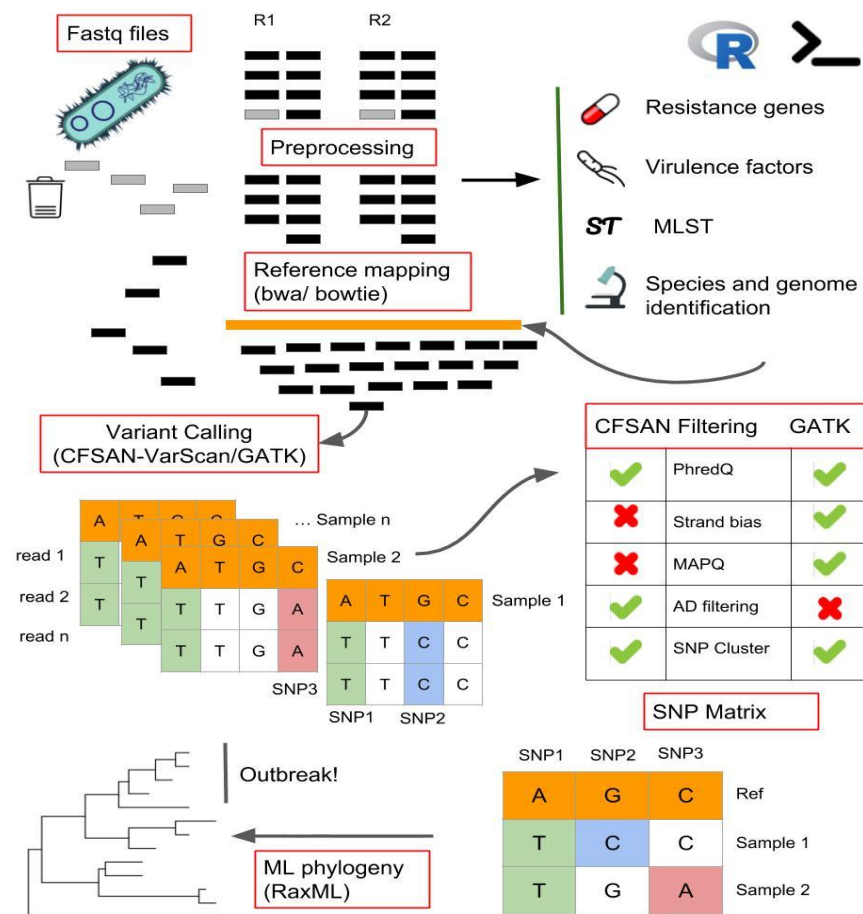 Fastq files
R1 R2
R
Preprocessing
Resistance genes
Virulence factors
ST MLST
Species and genome
identification
Reference mapping
(bwa/ bowtie)
Variant Calling
(CFSAN-VarScan/GATK)
CFSAN Filtering GATK
PhredQ
Strand bias
MAPQ
AD filtering
SNP Cluster
... Sample n
A T G C
Sample 2
A T G C
read 1
T
A T G C
Sample 1
A T G C
read 2
T
T
T T G A
T T C C
read n
T
T T G A
T T C C
SNP3
SNP1 SNP2
SNP Matrix
SNP1 SNP2 SNP3
A G C Ref
T C C Sample 1
T G A Sample 2
Outbreak!
ML phylogeny
(RaxML)